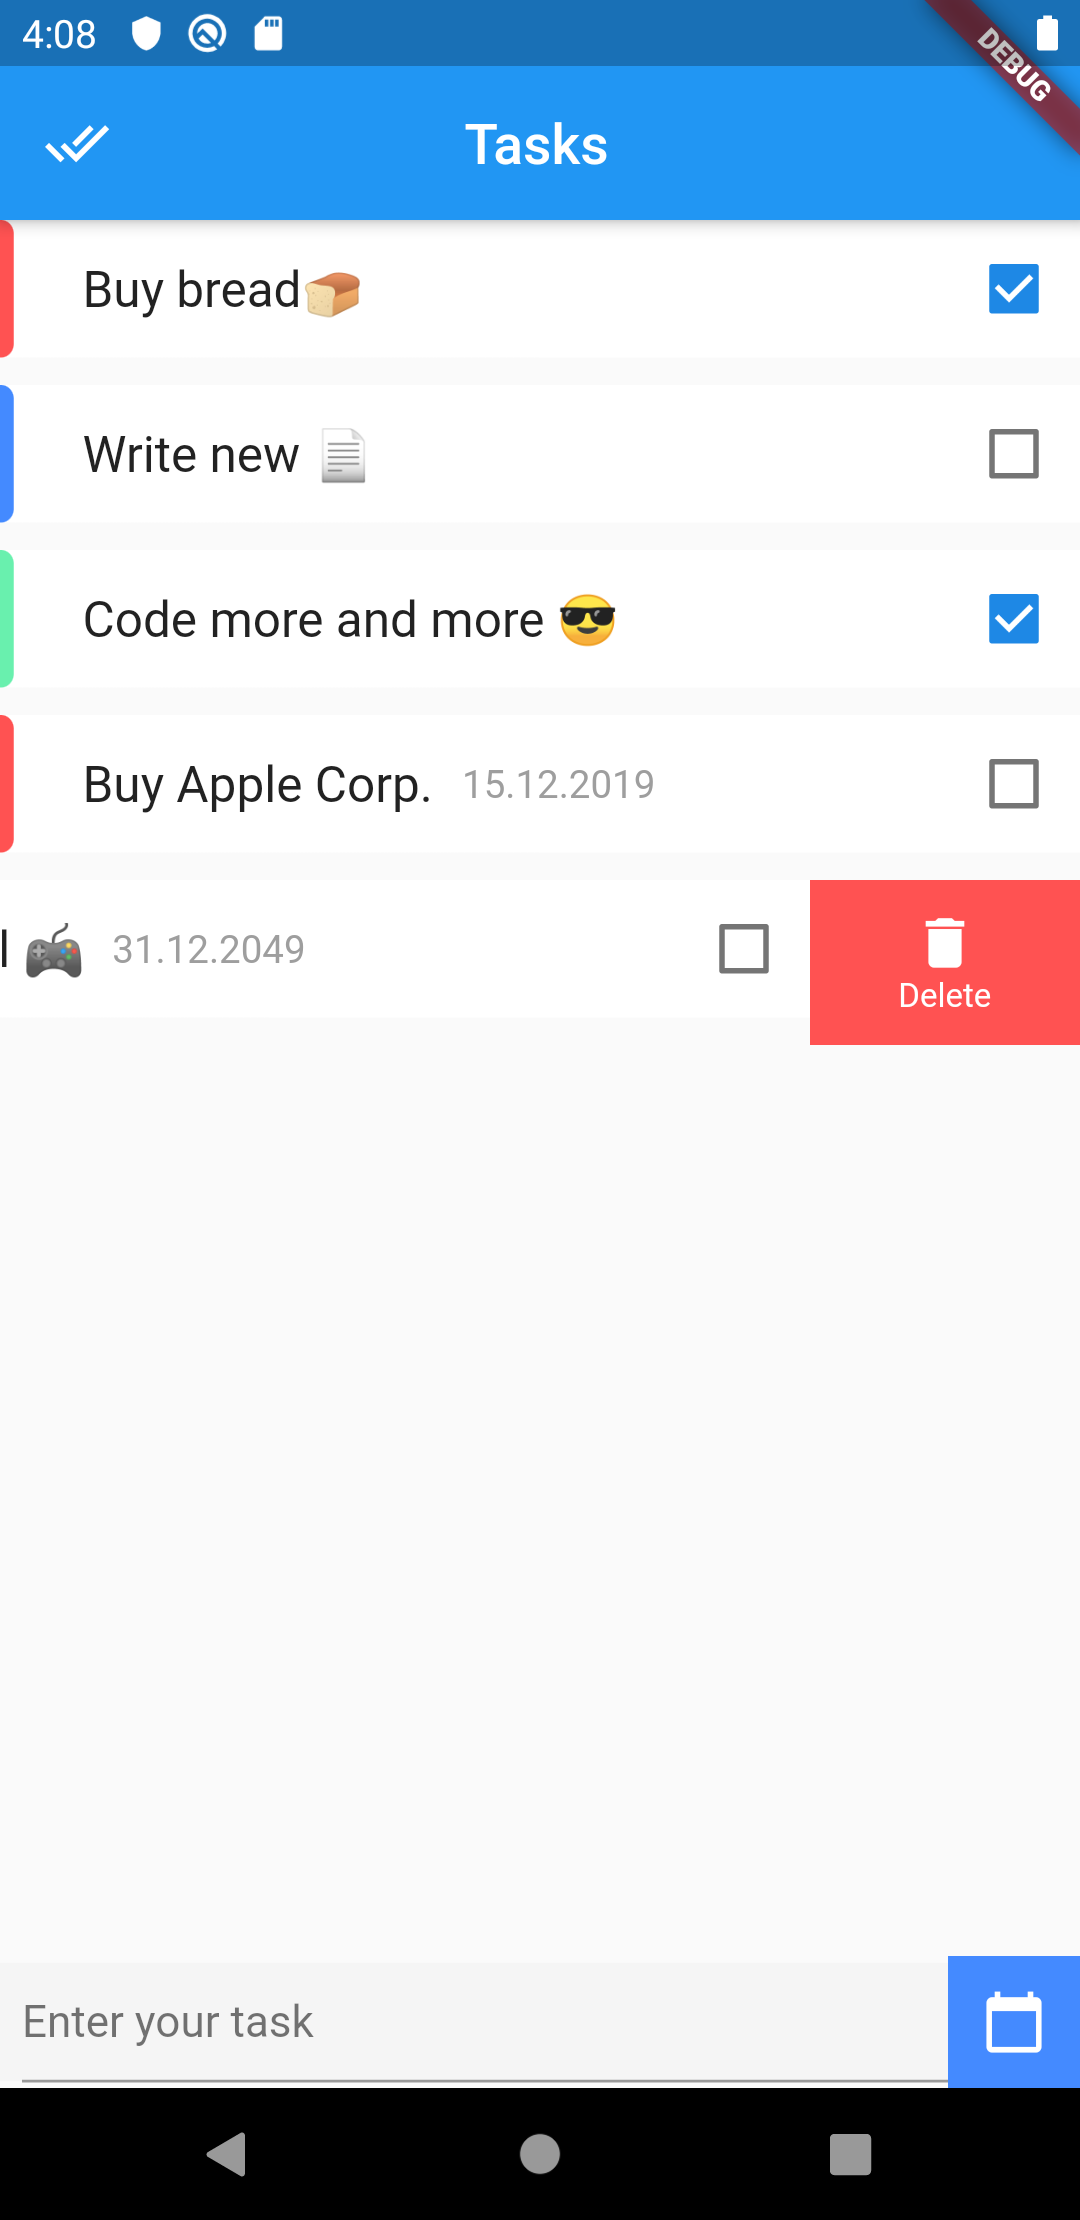 4:08
DEBUG
Tasks
Buy bread🍞
Write new 📄
Code more and more 😎
Buy Apple Corp. 15.12.2019
l 🎮 31.12.2049
Delete
Enter your task